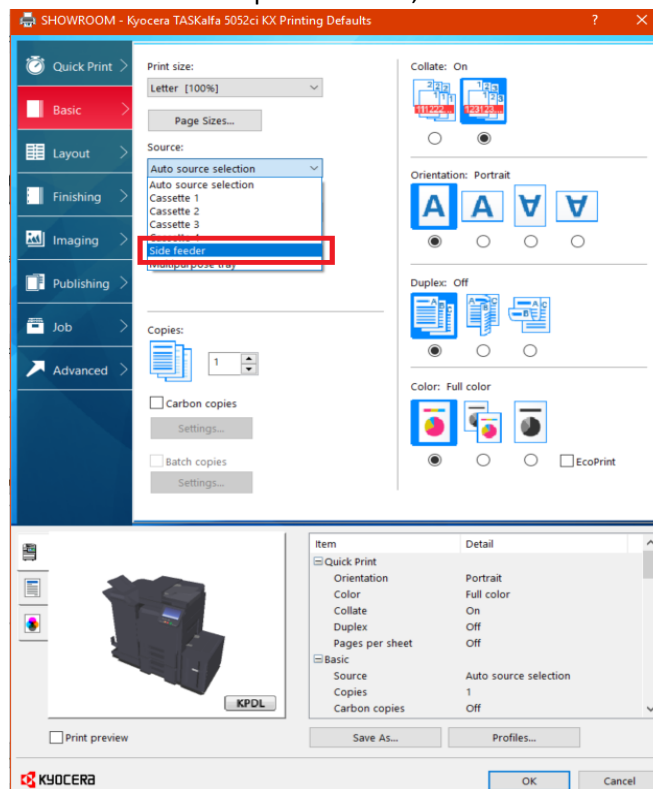 SHOWROOM - Kyocera TASKalfa 5052ci KX Printing Defaults
?
Quick Print
Basic
Layout
Finishing
Imaging
Publishing
Job
Advanced
Print size:
Letter [100%]
Page Sizes...
Source:
Auto source selection
Auto source selection
Cassette 1
Cassette 2
Cassette 3
Side feeder
Multipurpose tray
Copies:
1
Carbon copies
Settings...
Batch copies
Settings...
Collate: On
111222...
123123...
Orientation: Portrait
A A A A
Duplex: Off
Color: Full color
EcoPrint
KPDL
Print preview
Item Detail
Quick Print
Orientation Portrait
Color Full color
Collate On
Duplex Off
Pages per sheet Off
Basic
Source Auto source selection
Copies 1
Carbon copies Off
Save As... Profiles...
KYOCERA
OK Cancel